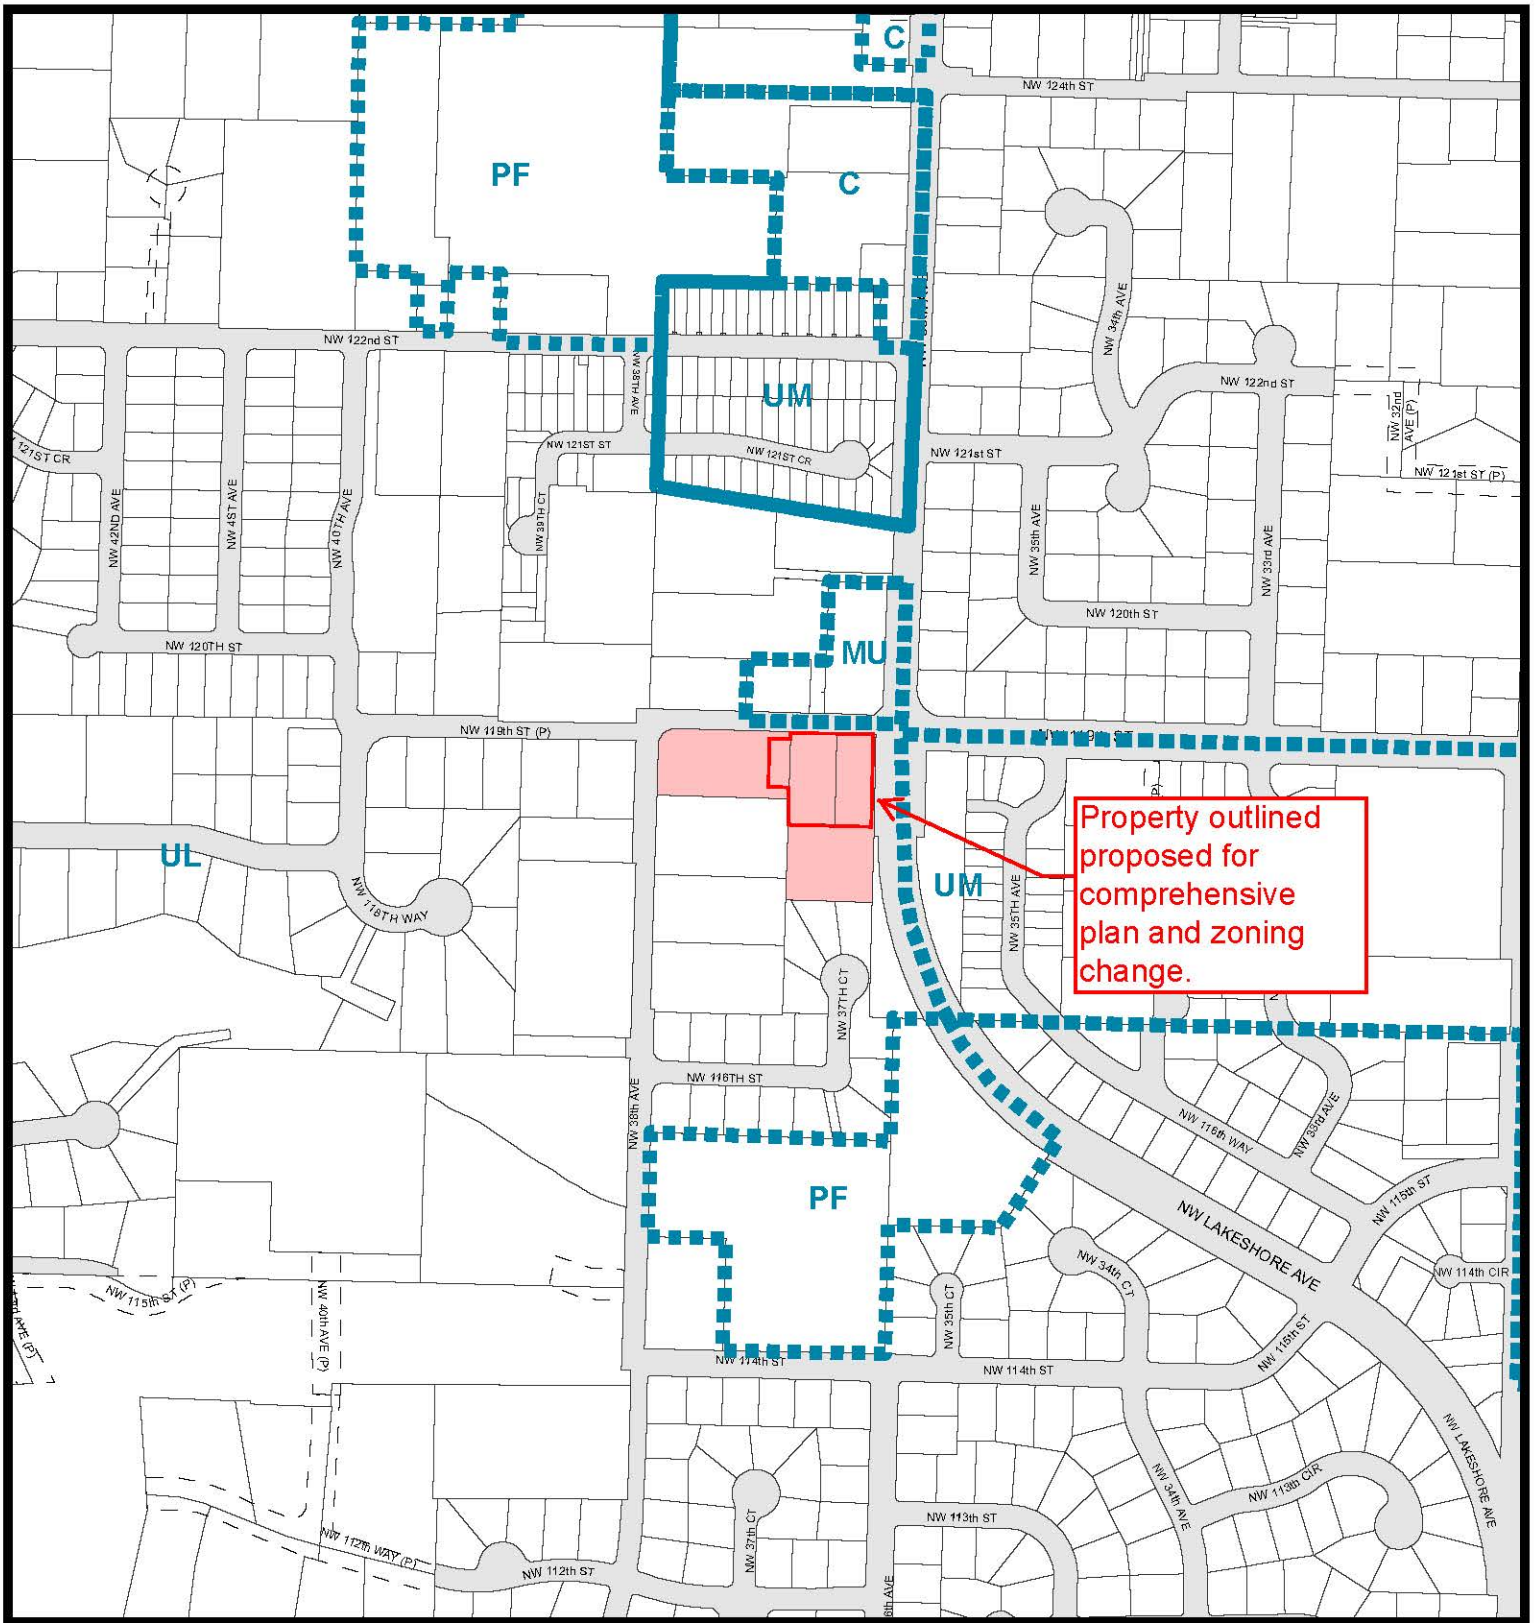 C
NW 124th ST
PF
C
NW 34th AVE
NW 122nd ST
NW 38TH AVE
UM
NW 122nd ST
NW 32nd
AVE (P)
NW 121ST ST
NW 121ST CR
NW 121st ST
121ST CR
NW 121st ST (P)
NW 42ND AVE
NW 41ST AVE
NW 40TH AVE
NW 39TH CT
NW 35th AVE
NW 33rd AVE
NW 120th ST
NW 120TH ST
MU
NW 119th ST (P)
NW 119th ST
P)
Property outlined
proposed for
comprehensive
plan and zoning
change.
UL
UM
NW 118TH WAY
NW 35TH AVE
NW 37TH CT
NW 116TH ST
NW 38th AVE
NW 116th WAY
NW 33rd AVE
PF
NW 115th ST
NW LAKESHORE AVE
NW 34th CT
NW 114th CIR
NW 115th ST (P)
NW 40th AVE (P)
AVE (P)
NW 35th CT
NW 115th ST
NW 114th ST
NW 114th ST
NW LAKESHORE AVE
NW 34th AVE
NW 113th CIR
NW 37th CT
NW 113th ST
NW 112th WAY (P)
NW 112th ST
6th AVE